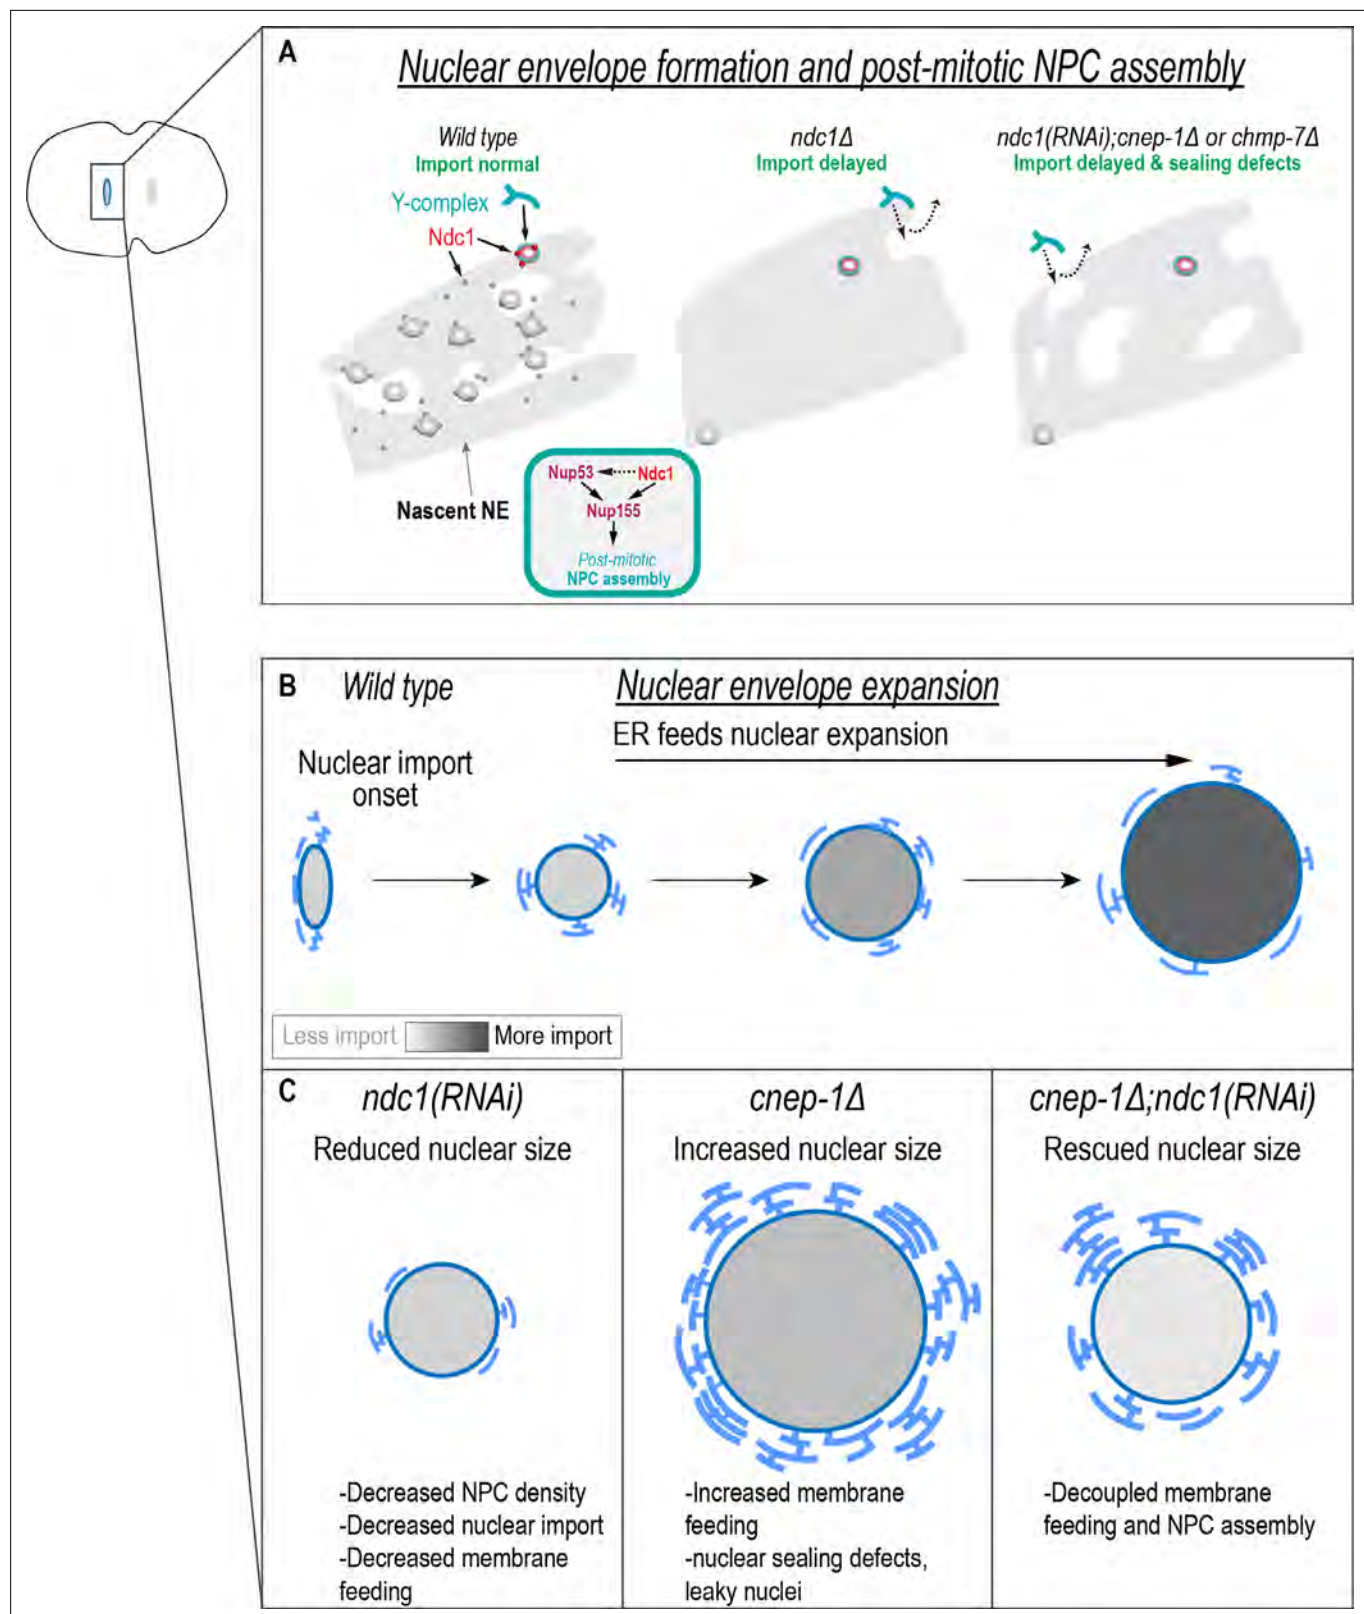 A
Nuclear envelope formation and post-mitotic NPC assembly
Wild type
Import normal
Y-complex
Ndc1
Nascent NE
Nup53
Ndc1
Nup155
Post-mitotic
NPC assembly
ndc1Δ
Import delayed
ndc1(RNAi);cnep-1Δ or chmp-7Δ
Import delayed & sealing defects
B
Wild type
Nuclear envelope expansion
ER feeds nuclear expansion
Nuclear import
onset
Less import
More import
C
ndc1(RNAi)
Reduced nuclear size
-Decreased NPC density
-Decreased nuclear import
-Decreased membrane
feeding
cnep-1Δ
Increased nuclear size
-Increased membrane
feeding
-nuclear sealing defects,
leaky nuclei
cnep-1Δ;ndc1(RNAi)
Rescued nuclear size
-Decoupled membrane
feeding and NPC assembly